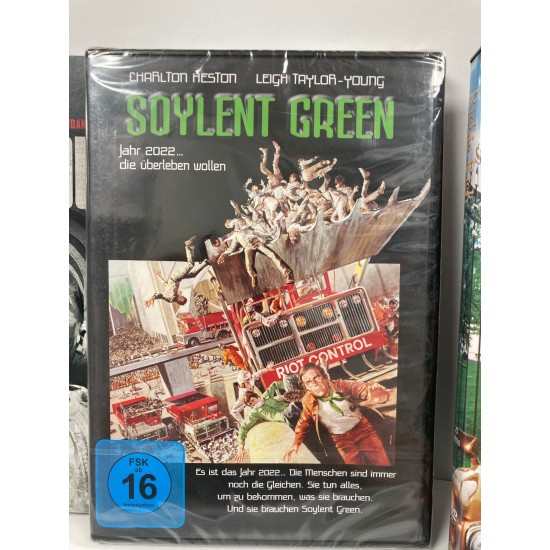 CHARLTON HESTON LEIGH TAYLOR-YOUNG
SOYLENT GREEN
Jahr 2022...
die überleben wollen
RIOT CONTROL
Es ist das Jahr 2022... Die Menschen sind immer
noch die Gleichen. Sie tun alles,
um zu bekommen, was sie brauchen.
Und sie brauchen Soylent Green.
FSK
ab
16
freigegeben